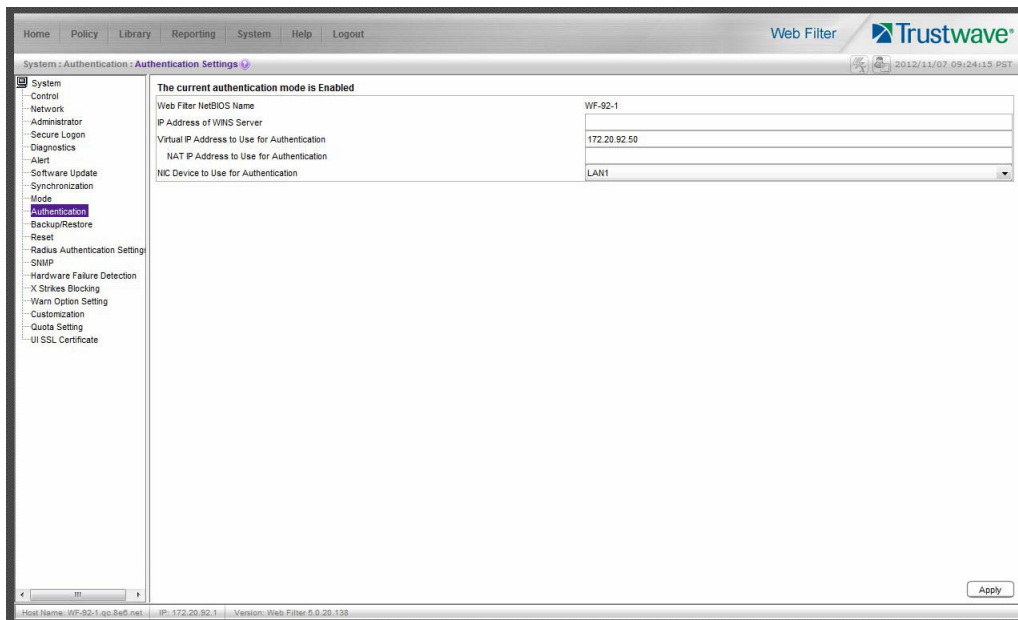 Home Policy Library Reporting System Help Logout Web Filter Trustwave®
System : Authentication : Authentication Settings ? 2012/11/07 09:24:15 PST
System
Control
Network
Administrator
Secure Logon
Diagnostics
Alert
Software Update
Synchronization
Mode
Authentication
Backup/Restore
Reset
Radius Authentication Settings
SNMP
Hardware Failure Detection
X Strikes Blocking
Warn Option Setting
Customization
Quota Setting
UI SSL Certificate
The current authentication mode is Enabled
Web Filter NetBIOS Name WF-92-1
IP Address of WINS Server
Virtual IP Address to Use for Authentication 172.20.92.50
NAT IP Address to Use for Authentication
NIC Device to Use for Authentication LAN1
Apply
Host Name: WF-92-1.qc.8e6.net IP: 172.20.92.1 Version: Web Filter 5.0.20.138